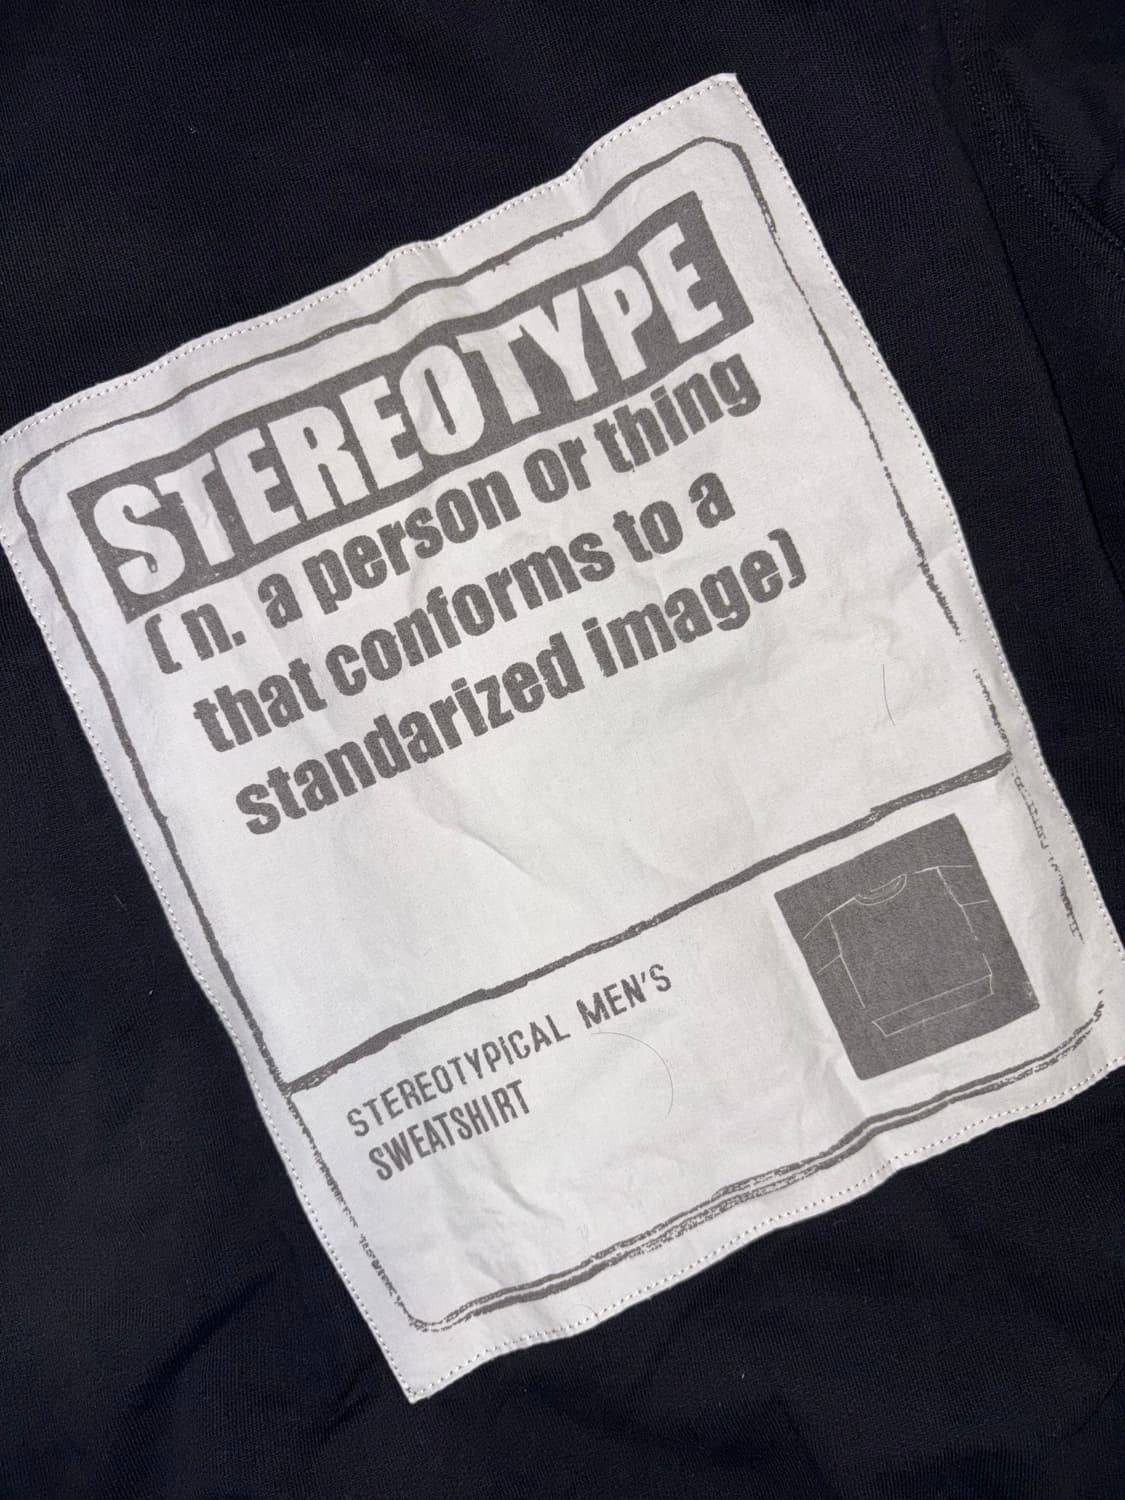 STEREOTYPE
( n. a person or thing
that conforms to a
standarized image)
STEREOTYPICAL MEN'S
SWEATSHIRT